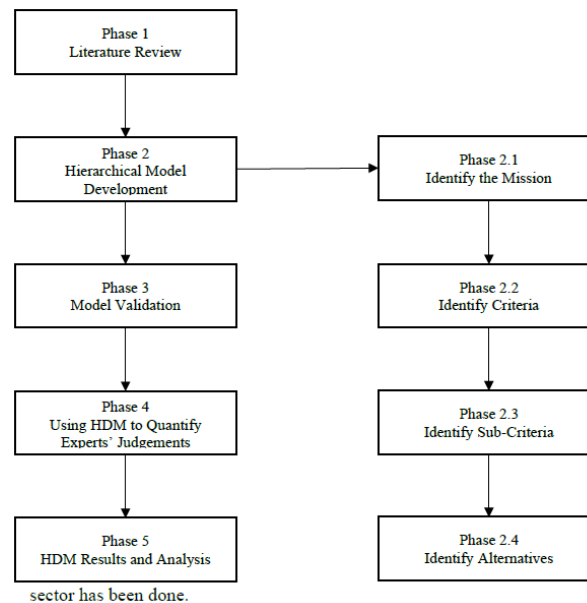 Phase 1
Literature Review
Phase 2
Hierarchical Model
Development
Phase 2.1
Identify the Mission
Phase 3
Model Validation
Phase 2.2
Identify Criteria
Phase 4
Using HDM to Quantify
Experts' Judgements
Phase 2.3
Identify Sub-Criteria
Phase 5
HDM Results and Analysis
Phase 2.4
Identify Alternatives
sector has been done.